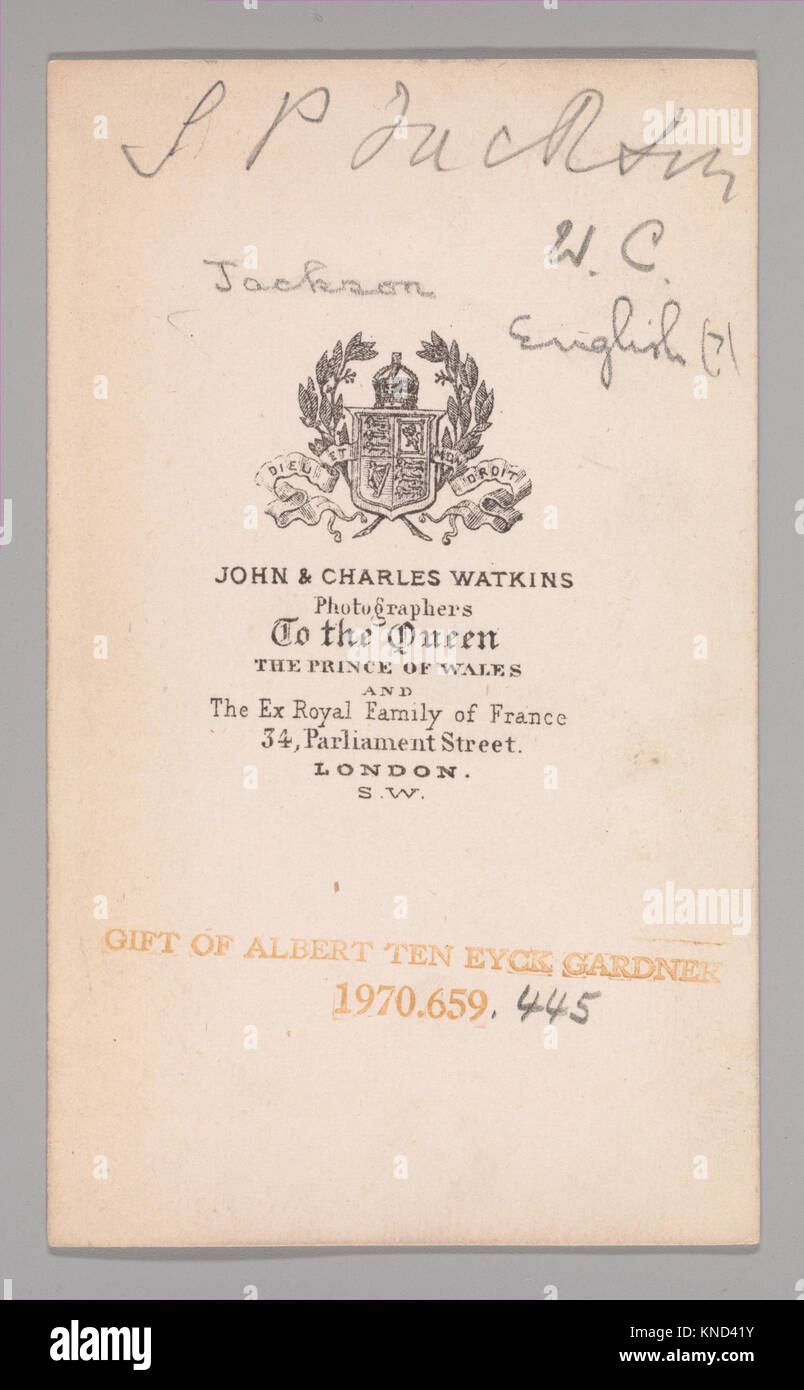 S P Jackson
W. C.
Jackson
English (?)
DIEU ET MON DROIT
JOHN & CHARLES WATKINS
Photographers
To the Queen
THE PRINCE OF WALES
AND
The Ex Royal Family of France
34, Parliament Street.
LONDON.
S.W.
GIFT OF ALBERT TEN EYCK GARDNER
1970.659.445
alamy
a
alamy stock photo
KND41Y
www.alamy.com